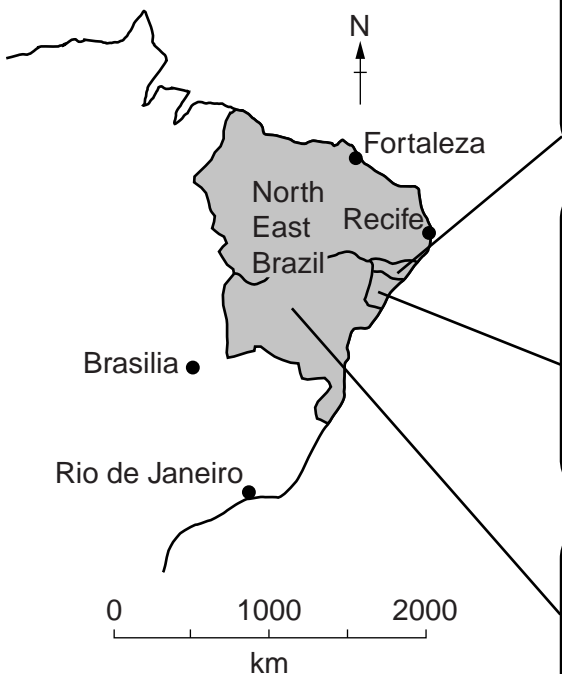 N
Fortaleza
North
East
Brazil
Recife
Brasilia
Rio de Janeiro
0 1000 2000
km